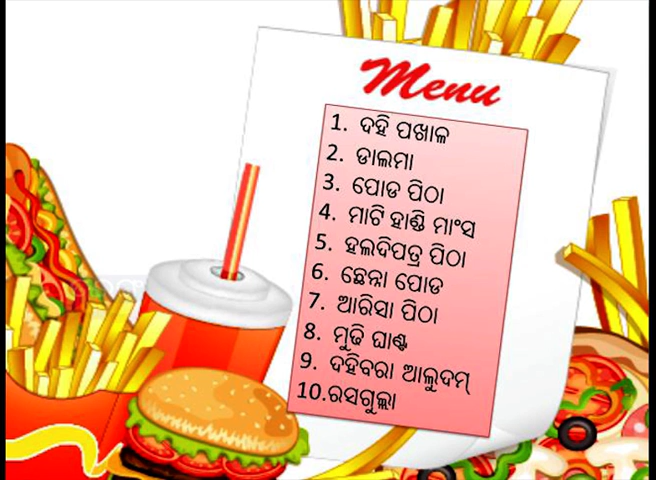 Menu
1. ଦହି ପଖାଳ
2. ଡାଲମା
3. ପୋଡ ପିଠା
4. ମାଟି ହାଣ୍ଡି ମାଂସ
5. ହଲଦିପତ୍ର ପିଠା
6. ଛେନ୍ନା ପୋଡ
7. ଆରିସା ପିଠା
8. ମୁଢି ଘାଣ୍ଟ
9. ଦହିବରା ଆଳୁଦମ୍
10.ରସଗୁଲ୍ଲା